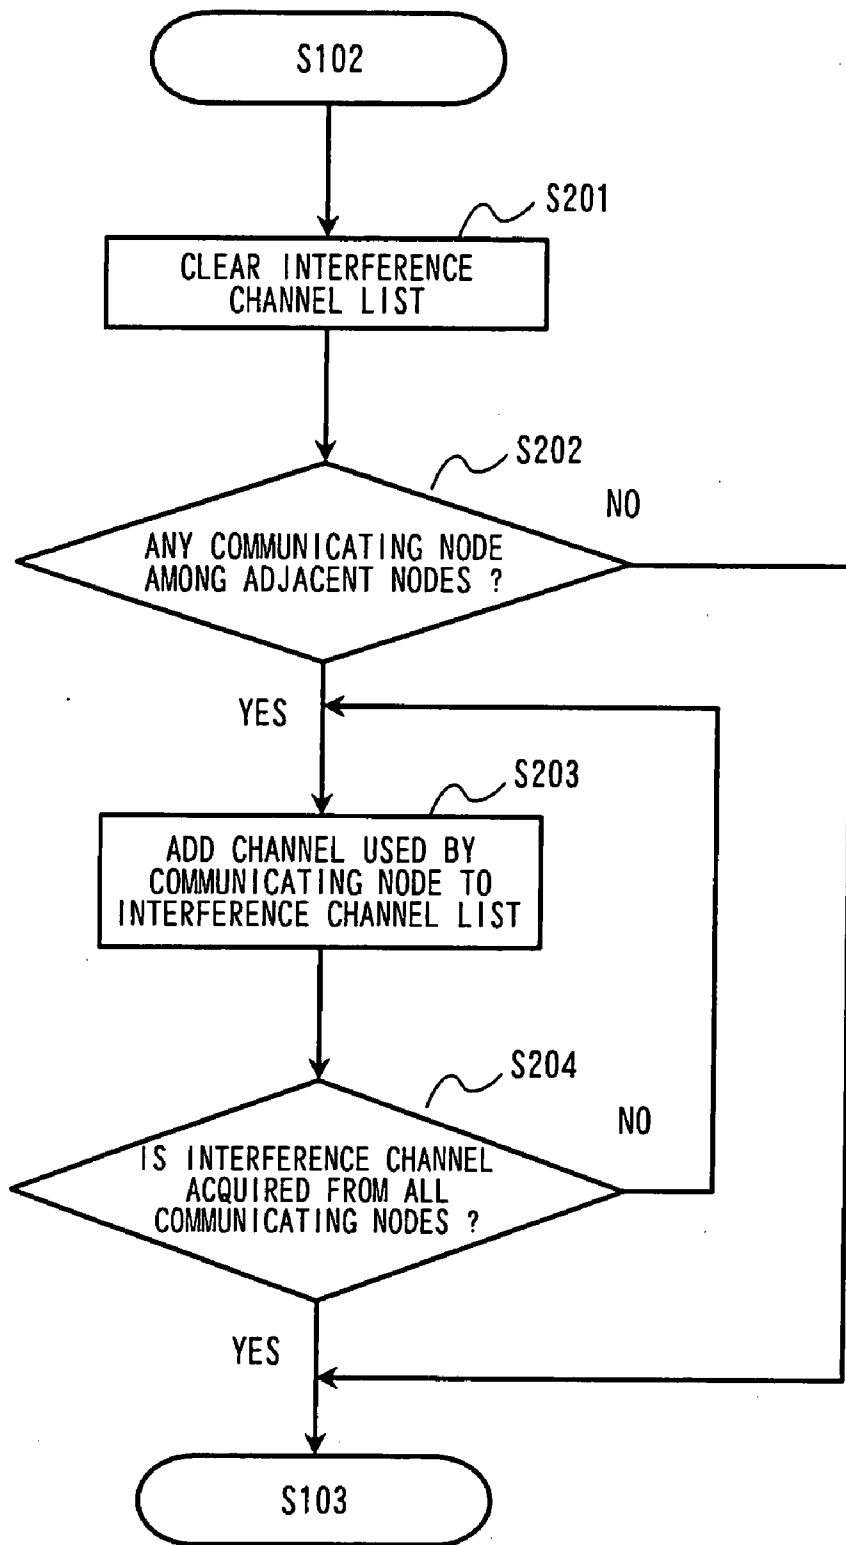 S102
S201
CLEAR INTERFERENCE
CHANNEL LIST
S202
NO
ANY COMMUNICATING NODE
AMONG ADJACENT NODES ?
YES
S203
ADD CHANNEL USED BY
COMMUNICATING NODE TO
INTERFERENCE CHANNEL LIST
S204
NO
IS INTERFERENCE CHANNEL
ACQUIRED FROM ALL
COMMUNICATING NODES ?
YES
S103